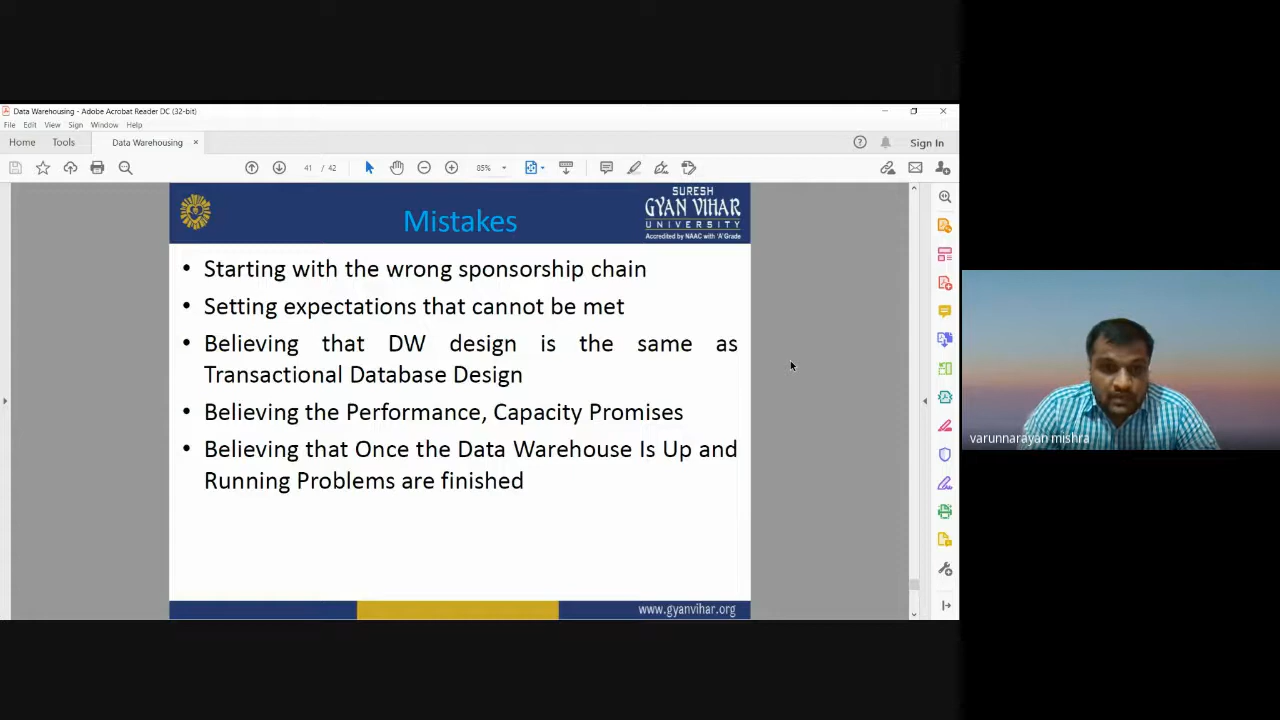 Data Warehousing - Adobe Acrobat Reader DC (32-bit)
File Edit View Sign Window Help
Home Tools Data Warehousing × Sign In
41 / 42 85%
SURESH
GYAN VIHAR
UNIVERSITY
Accredited by NAAC with 'A' Grade
Mistakes
• Starting with the wrong sponsorship chain
• Setting expectations that cannot be met
• Believing that DW design is the same as
Transactional Database Design
• Believing the Performance, Capacity Promises
• Believing that Once the Data Warehouse Is Up and
Running Problems are finished
www.gyanvihar.org
varunnarayan mishra